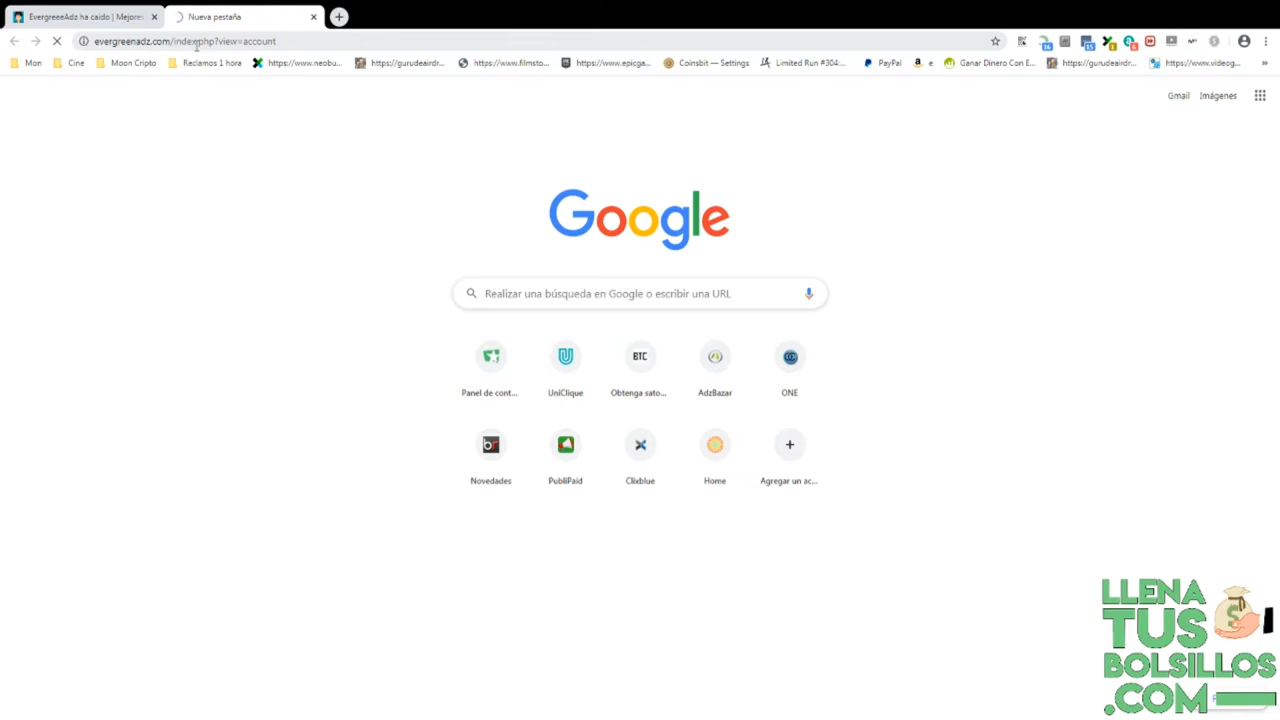 EvergreeeAdz ha caido | Mejores
Nueva pestaña
evergreenadz.com/index.php?view=account
Mon
Cine
Moon Cripto
Reclamos 1 hora
https://www.neobu...
https://gurudeairdr...
https://www.filmsto...
https://www.epicga...
Coinsbit — Settings
Limited Run #304:...
PayPal
e
Ganar Dinero Con E...
https://gurudeairdr...
https://www.videog...
»
Gmail
Imágenes
Google
Realizar una búsqueda en Google o escribir una URL
Panel de cont...
UniClique
BTC
Obtenga sato...
AdzBazar
ONE
Novedades
PubliPaid
Clixblue
Home
Agregar un ac...
LLENA
TUS
BOLSILLOS
.COM